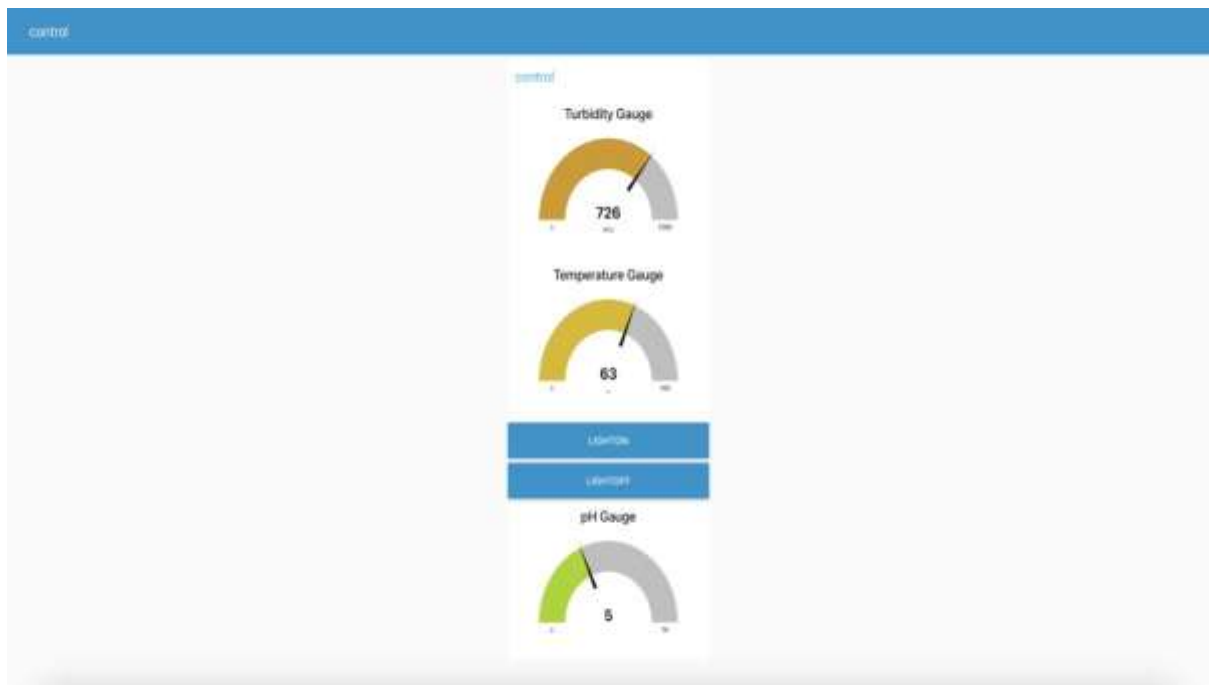 control
control
Turbidity Gauge
726
Temperature Gauge
63
LIGHTON
LIGHTOFF
pH Gauge
5